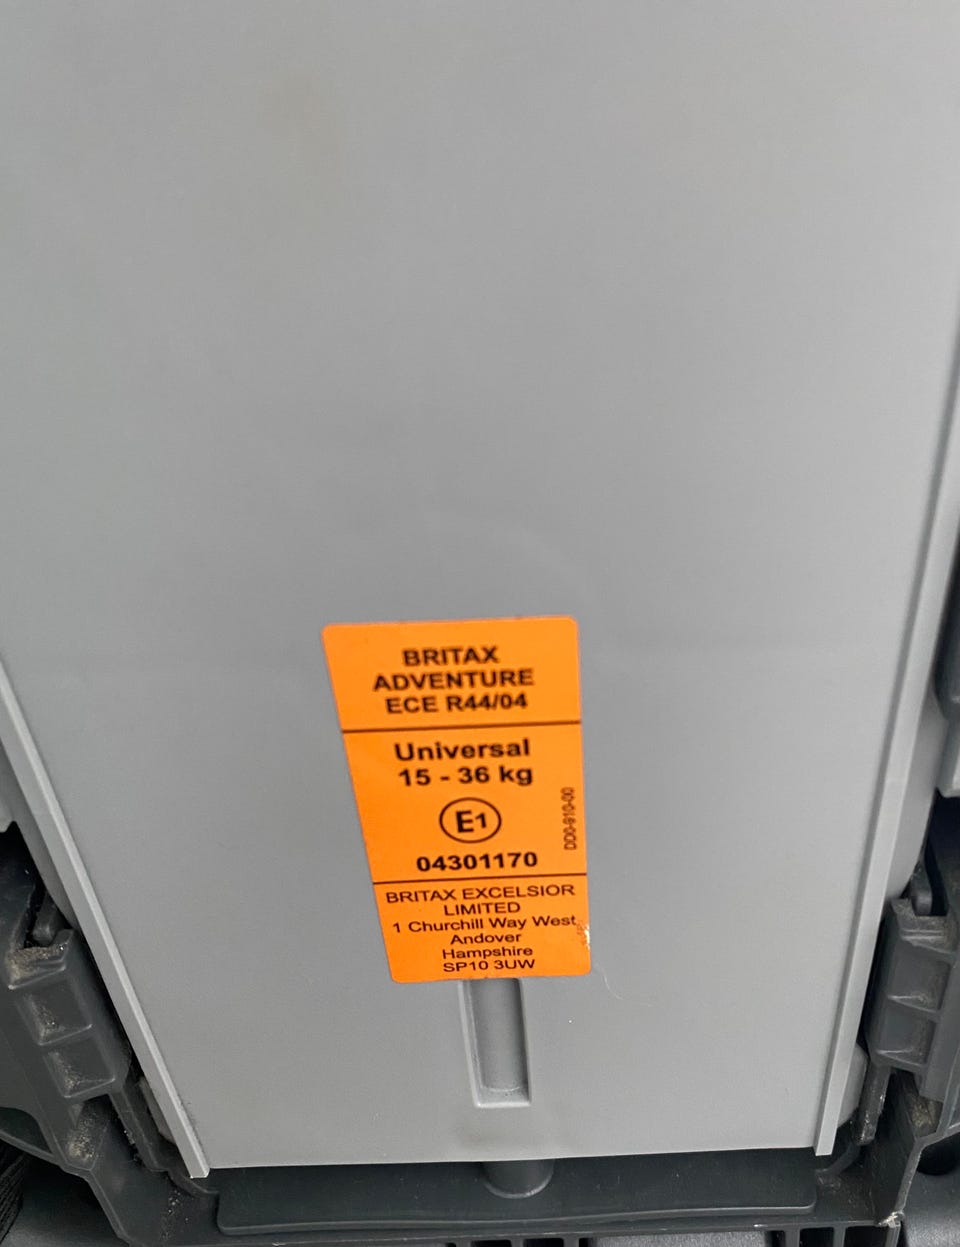 BRITAX
ADVENTURE
ECE R44/04
Universal
15 - 36 kg
E1
04301170
DD0-910-00
BRITAX EXCELSIOR
LIMITED
1 Churchill Way West
Andover
Hampshire
SP10 3UW